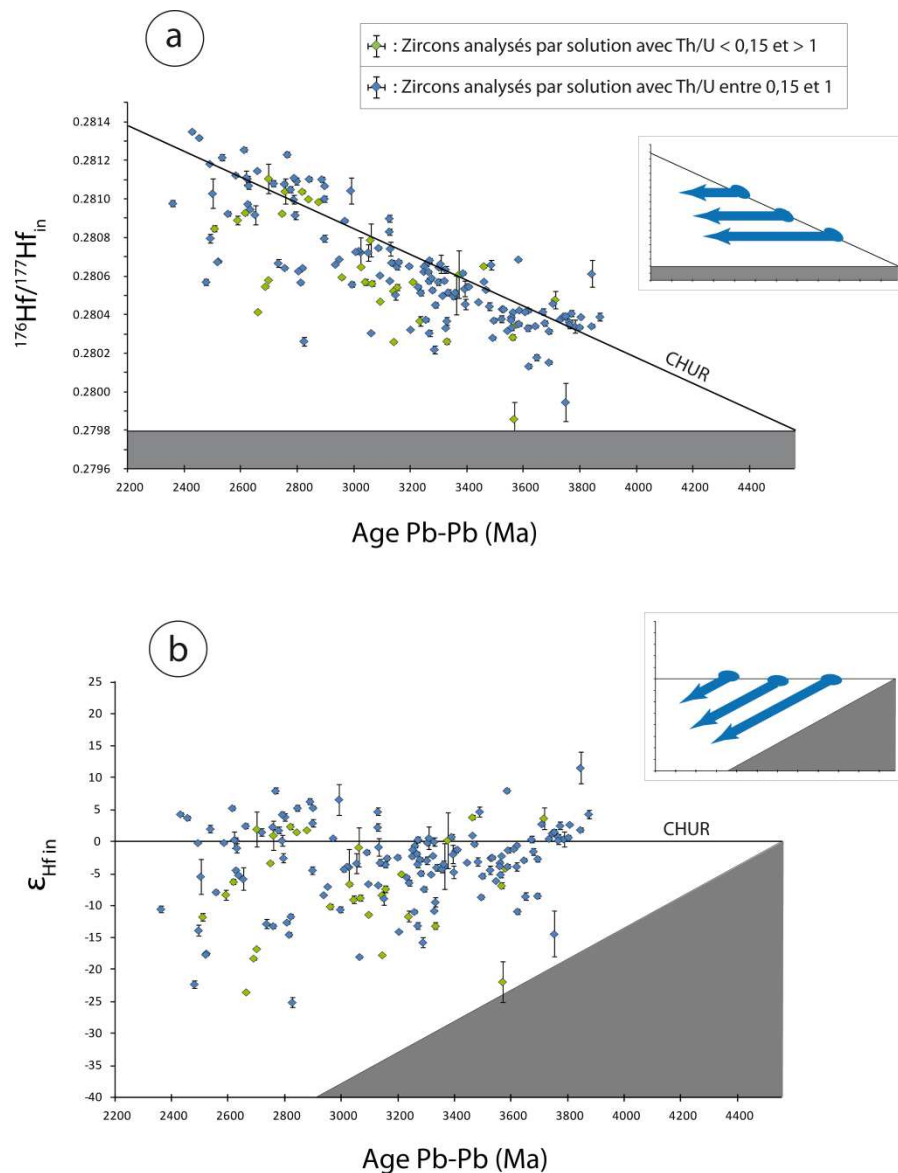 a
: Zircons analysés par solution avec Th/U < 0,15 et > 1
: Zircons analysés par solution avec Th/U entre 0,15 et 1
0.2814
0.2812
0.2810
0.2808
0.2806
0.2804
0.2802
0.2800
0.2798
0.2796
¹⁷⁶Hf/¹⁷⁷Hf in
CHUR
2200 2400 2600 2800 3000 3200 3400 3600 3800 4000 4200 4400
Age Pb-Pb (Ma)
b
25
20
15
10
5
0
-5
-10
-15
-20
-25
-30
-35
-40
εHf in
CHUR
2200 2400 2600 2800 3000 3200 3400 3600 3800 4000 4200 4400
Age Pb-Pb (Ma)